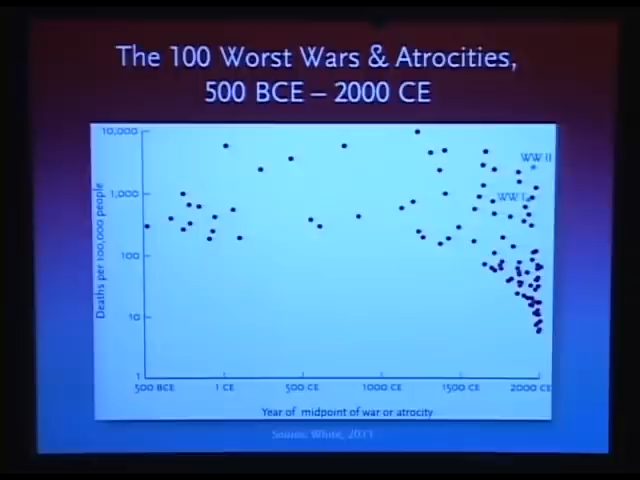 The 100 Worst Wars & Atrocities,
500 BCE – 2000 CE
10,000
1,000
100
10
1
Deaths per 100,000 people
WW II
WW I
500 BCE
1 CE
500 CE
1000 CE
1500 CE
2000 CE
Year of midpoint of war or atrocity
Source: White, 2011